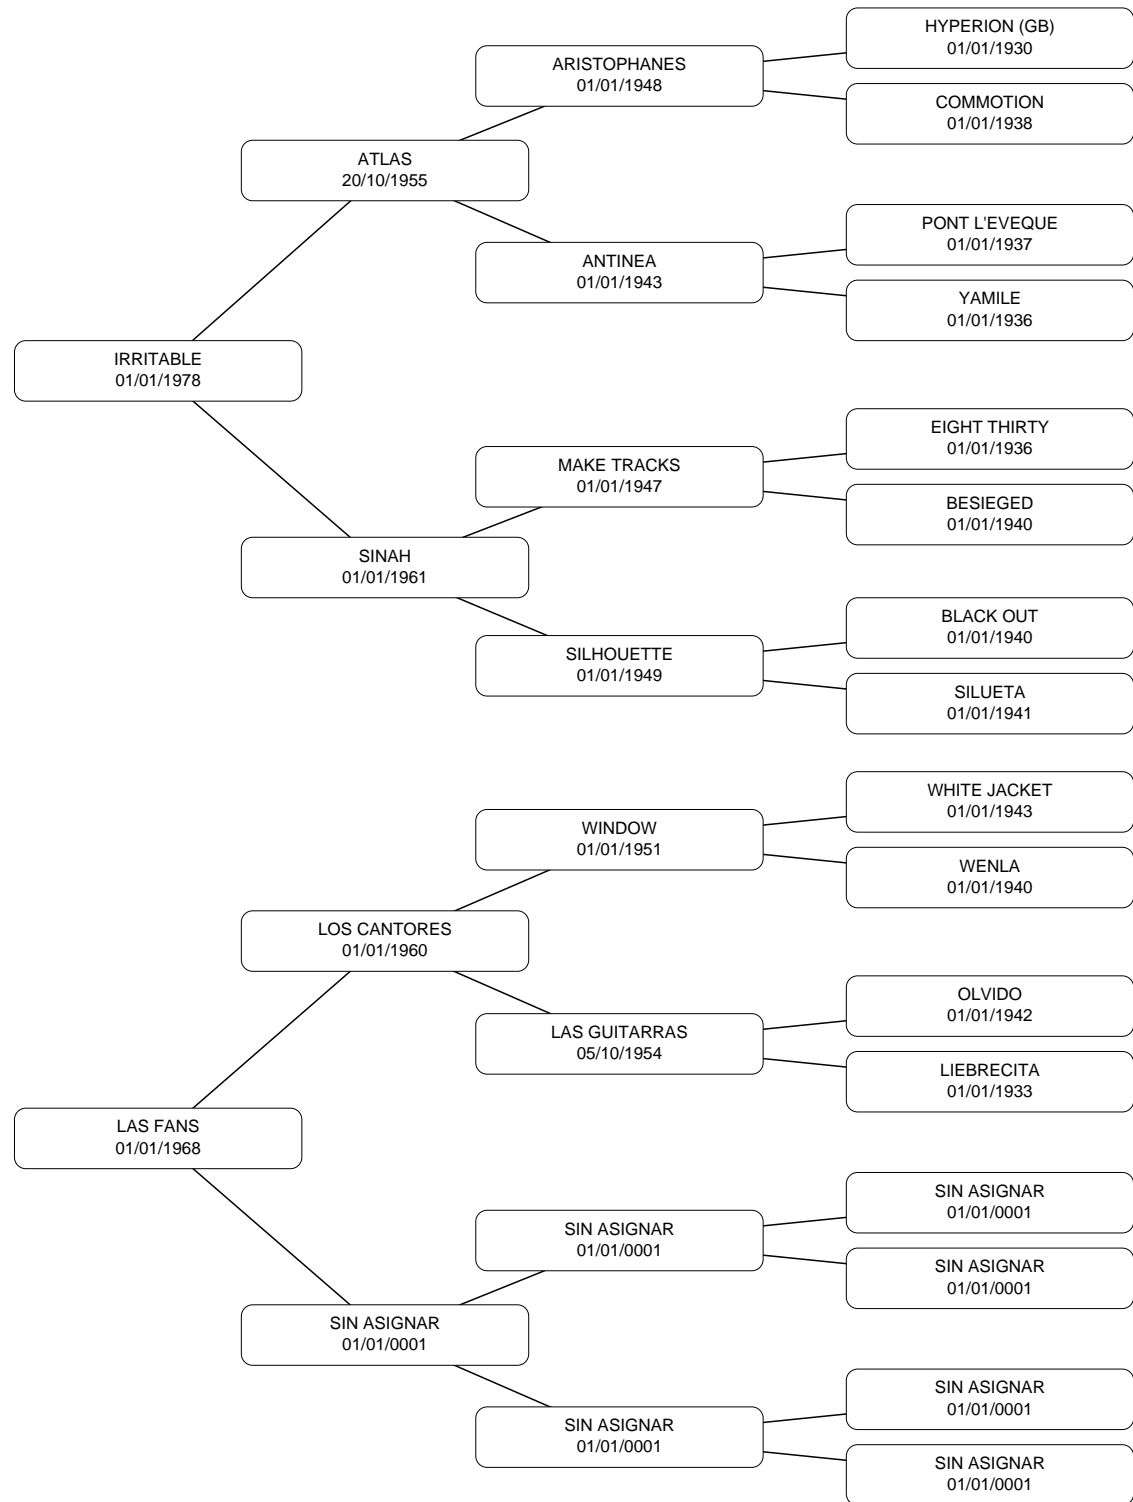 HYPERION (GB)
01/01/1930
ARISTOPHANES
01/01/1948
COMMOTION
01/01/1938
ATLAS
20/10/1955
PONT L'EVEQUE
01/01/1937
ANTINEA
01/01/1943
YAMILE
01/01/1936
IRRITABLE
01/01/1978
EIGHT THIRTY
01/01/1936
MAKE TRACKS
01/01/1947
BESIEGED
01/01/1940
SINAH
01/01/1961
BLACK OUT
01/01/1940
SILHOUETTE
01/01/1949
SILUETA
01/01/1941
WHITE JACKET
01/01/1943
WINDOW
01/01/1951
WENLA
01/01/1940
LOS CANTORES
01/01/1960
OLVIDO
01/01/1942
LAS GUITARRAS
05/10/1954
LIEBRECITA
01/01/1933
LAS FANS
01/01/1968
SIN ASIGNAR
01/01/0001
SIN ASIGNAR
01/01/0001
SIN ASIGNAR
01/01/0001
SIN ASIGNAR
01/01/0001
SIN ASIGNAR
01/01/0001
SIN ASIGNAR
01/01/0001
SIN ASIGNAR
01/01/0001